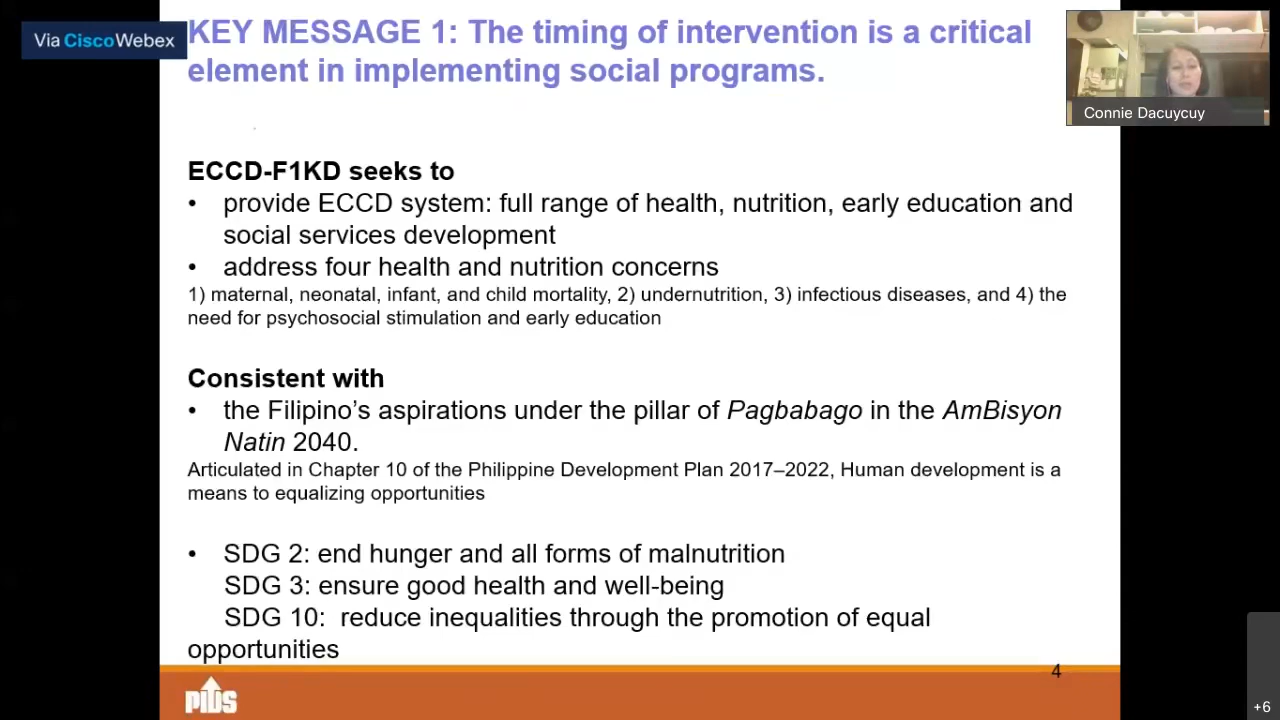 Via Cisco Webex
KEY MESSAGE 1: The timing of intervention is a critical
element in implementing social programs.
Connie Dacuycuy
ECCD-F1KD seeks to
• provide ECCD system: full range of health, nutrition, early education and
social services development
• address four health and nutrition concerns
1) maternal, neonatal, infant, and child mortality, 2) undernutrition, 3) infectious diseases, and 4) the
need for psychosocial stimulation and early education
Consistent with
• the Filipino’s aspirations under the pillar of Pagbabago in the AmBisyon
Natin 2040.
Articulated in Chapter 10 of the Philippine Development Plan 2017–2022, Human development is a
means to equalizing opportunities
• SDG 2: end hunger and all forms of malnutrition
SDG 3: ensure good health and well-being
SDG 10: reduce inequalities through the promotion of equal
opportunities
4
PIDS
+6